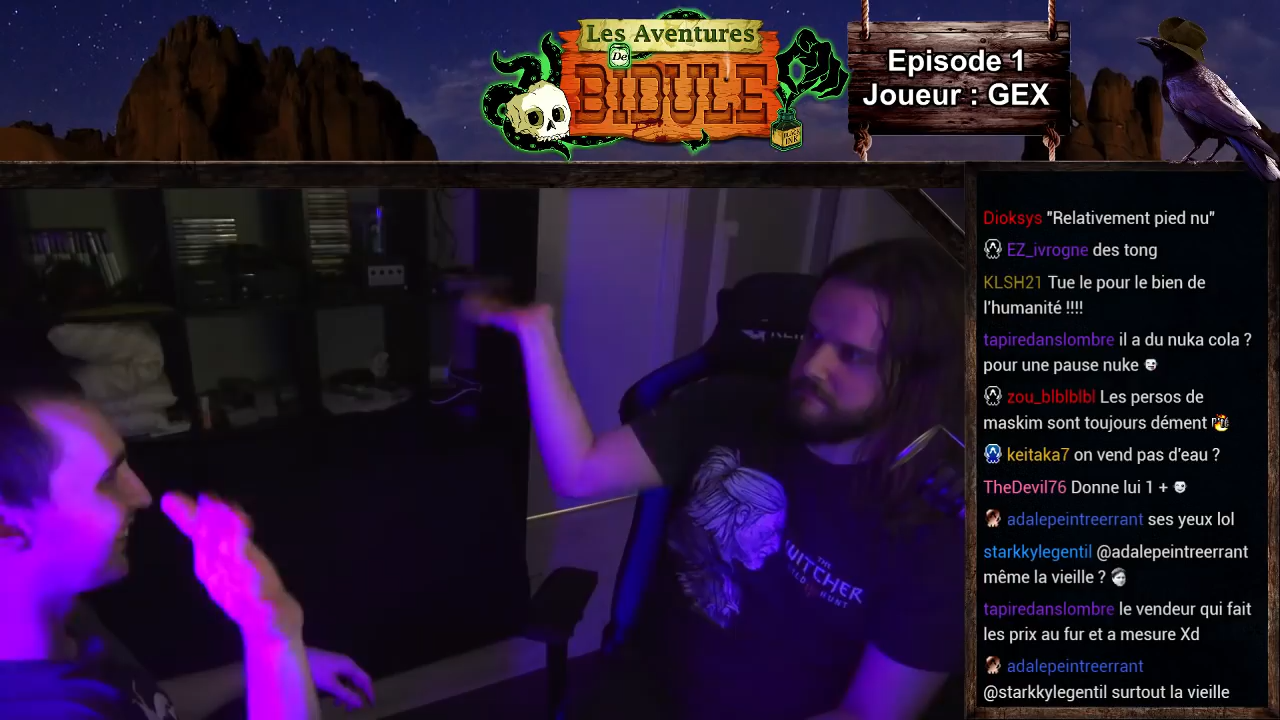 Les Aventures
De
BIDULE
BLACK
INK
Episode 1
Joueur : GEX
Dioksys "Relativement pied nu"
EZ_ivrogne des tong
KLSH21 Tue le pour le bien de
l'humanité !!!!
tapiredanslombre il a du nuka cola ?
pour une pause nuke
zou_blblblbl Les persos de
maskim sont toujours dément
keitaka7 on vend pas d'eau ?
TheDevil76 Donne lui 1 +
adalepeintreerrant ses yeux lol
starkkylegentil @adalepeintreerrant
même la vieille ?
tapiredanslombre le vendeur qui fait
les prix au fur et a mesure Xd
adalepeintreerrant
@starkkylegentil surtout la vieille
THE
WITCHER
WILD HUNT